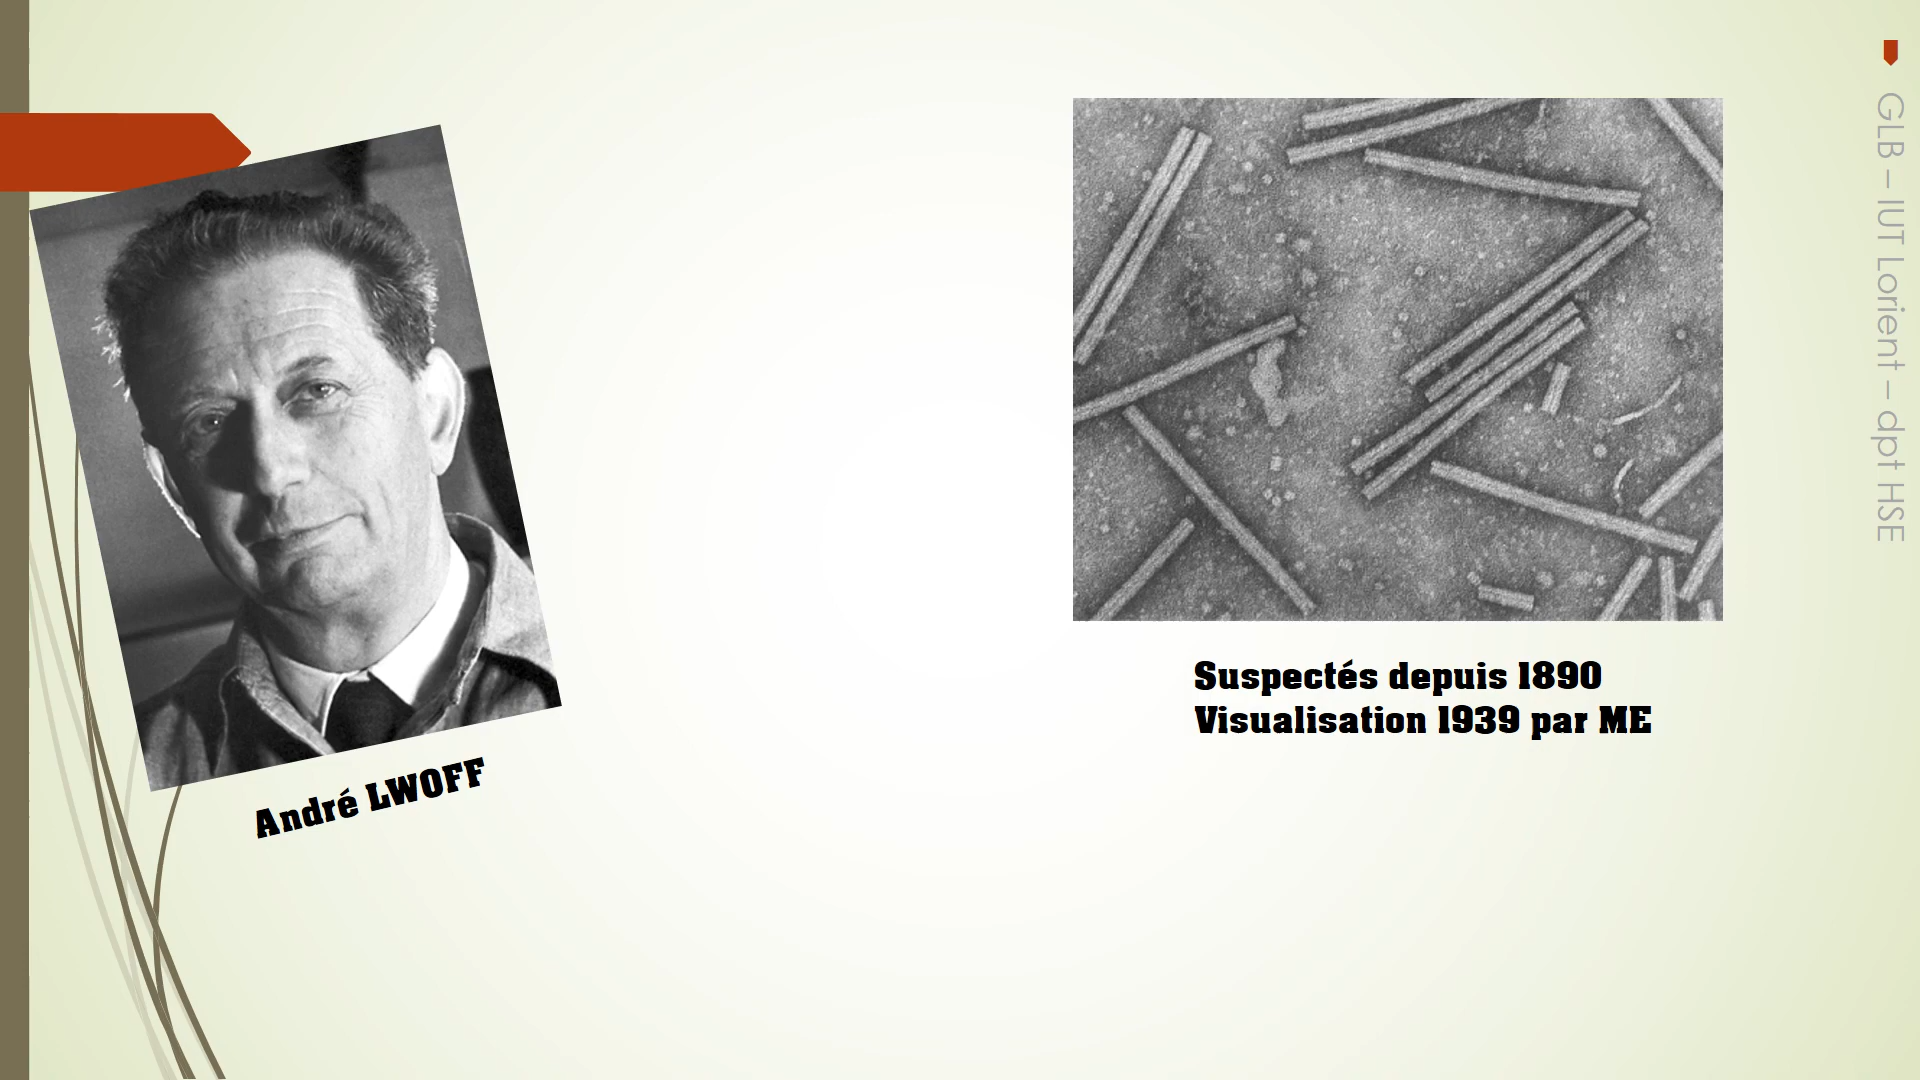 André LWOFF
Suspectés depuis 1890
Visualisation 1939 par ME
GLB – IUT Lorient – dpt HSE